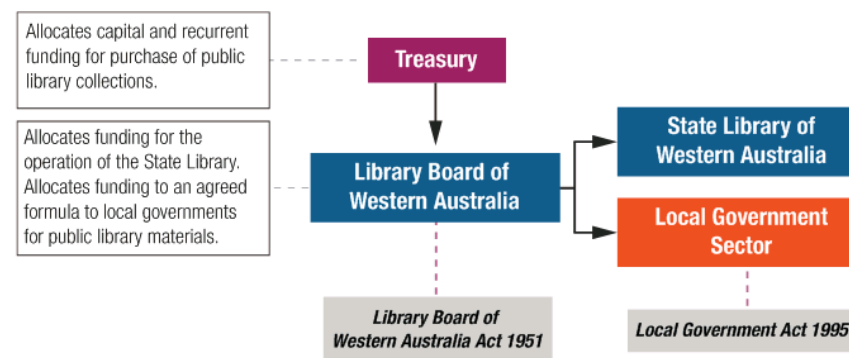 Allocates capital and recurrent
funding for purchase of public
library collections.
Treasury
Allocates funding for the
operation of the State Library.
Allocates funding to an agreed
formula to local governments
for public library materials.
Library Board of
Western Australia
State Library of
Western Australia
Local Government
Sector
Library Board of
Western Australia Act 1951
Local Government Act 1995